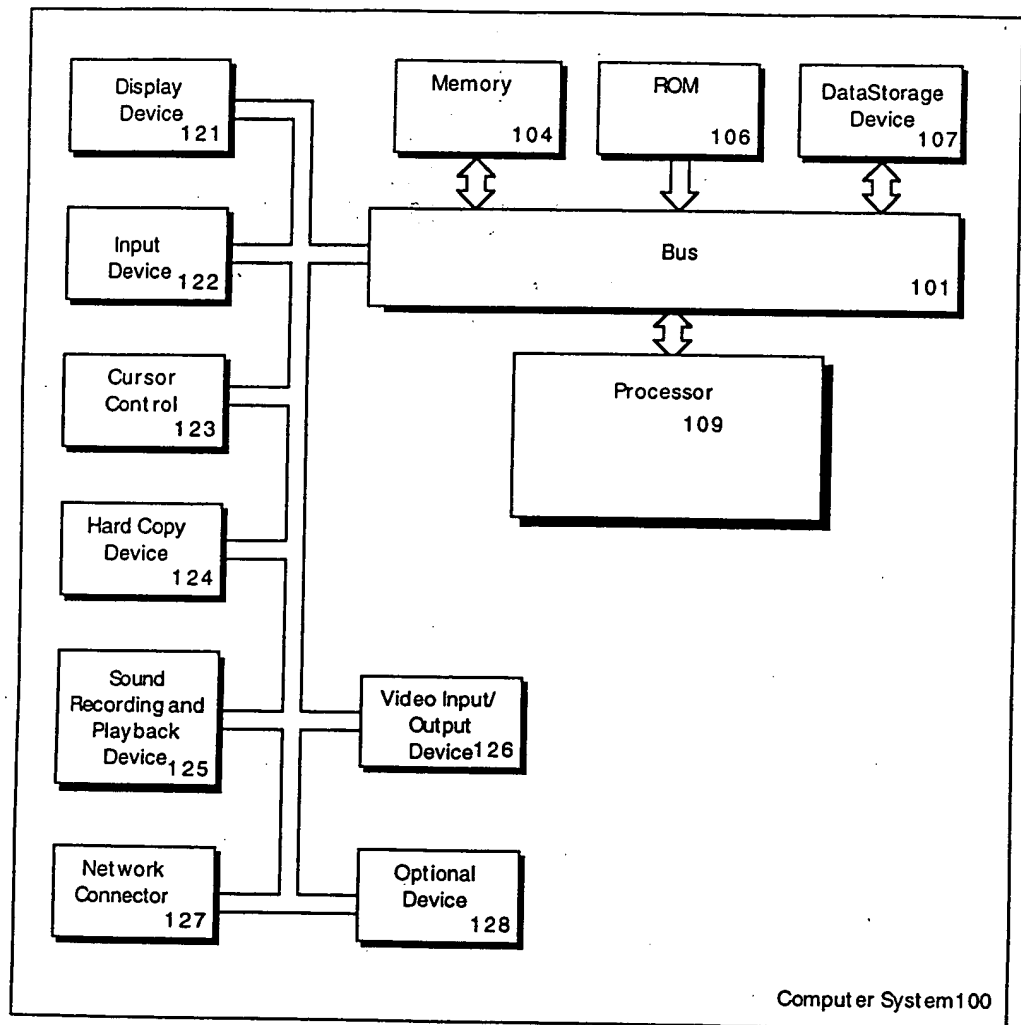 Display
Device
121
Memory
104
ROM
106
DataStorage
Device
107
Input
Device
122
Bus
101
Cursor
Control
123
Processor
109
Hard Copy
Device
124
Sound
Recording and
Playback
Device
125
Video Input/
Output
Device
126
Network
Connector
127
Optional
Device
128
Computer System100